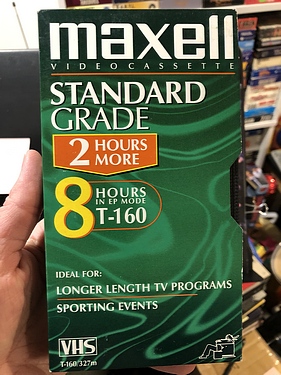 maxell
VIDEOCASSETTE
STANDARD
GRADE
2 HOURS
MORE
8 HOURS
IN EP MODE
T-160
IDEAL FOR:
LONGER LENGTH TV PROGRAMS
SPORTING EVENTS
VHS
T-160/327m